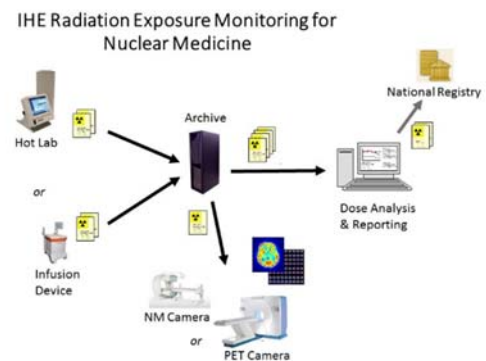 IHE Radiation Exposure Monitoring for
Nuclear Medicine
National Registry
Archive
Hot Lab
or
Dose Analysis
& Reporting
Infusion
Device
NM Camera
or
PET Camera